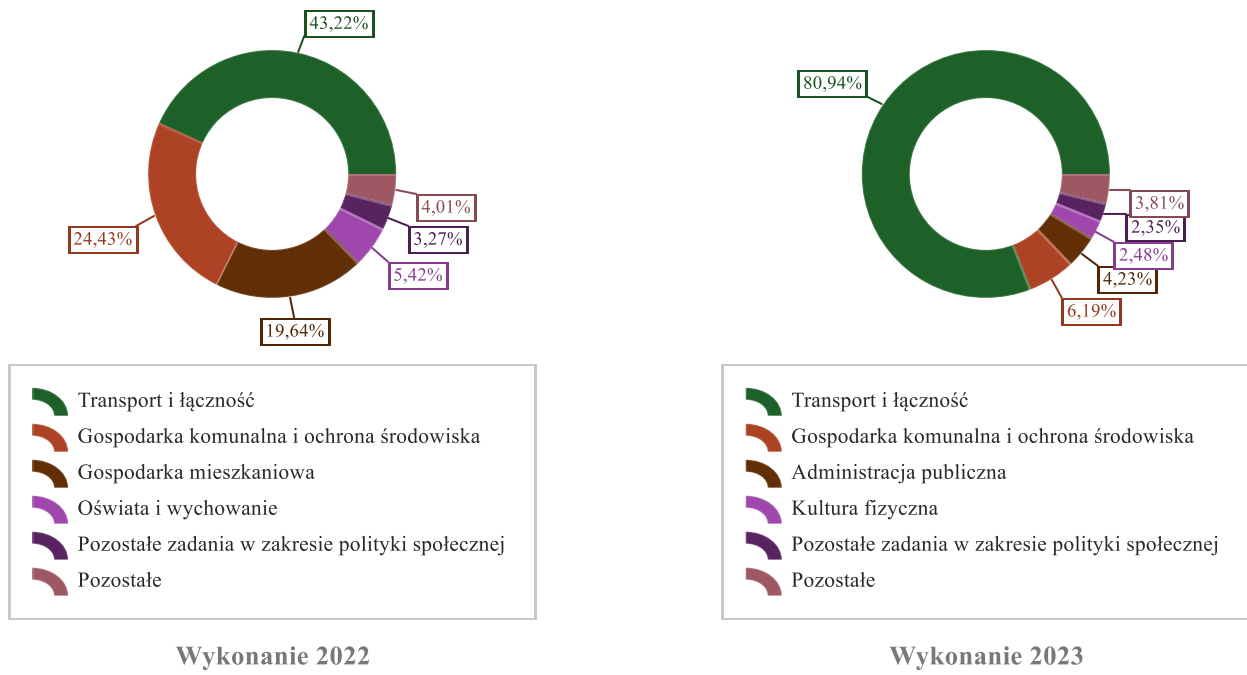 43,22%
24,43%
19,64%
5,42%
3,27%
4,01%
Transport i łączność
Gospodarka komunalna i ochrona środowiska
Gospodarka mieszkaniowa
Oświata i wychowanie
Pozostałe zadania w zakresie polityki społecznej
Pozostałe
Wykonanie 2022
80,94%
6,19%
4,23%
2,48%
2,35%
3,81%
Transport i łączność
Gospodarka komunalna i ochrona środowiska
Administracja publiczna
Kultura fizyczna
Pozostałe zadania w zakresie polityki społecznej
Pozostałe
Wykonanie 2023